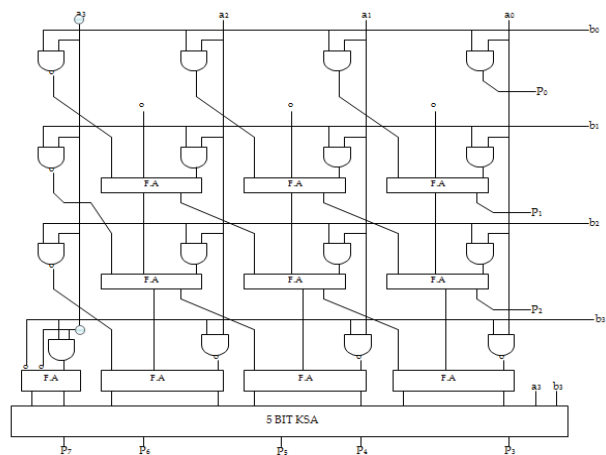 a3 a2 a1 a0
b0
P0
b1
F.A F.A F.A
P1
b2
F.A F.A F.A
P2
b3
F.A F.A F.A F.A
a3 b3
5 BIT KSA
P7 P6 P5 P4 P3